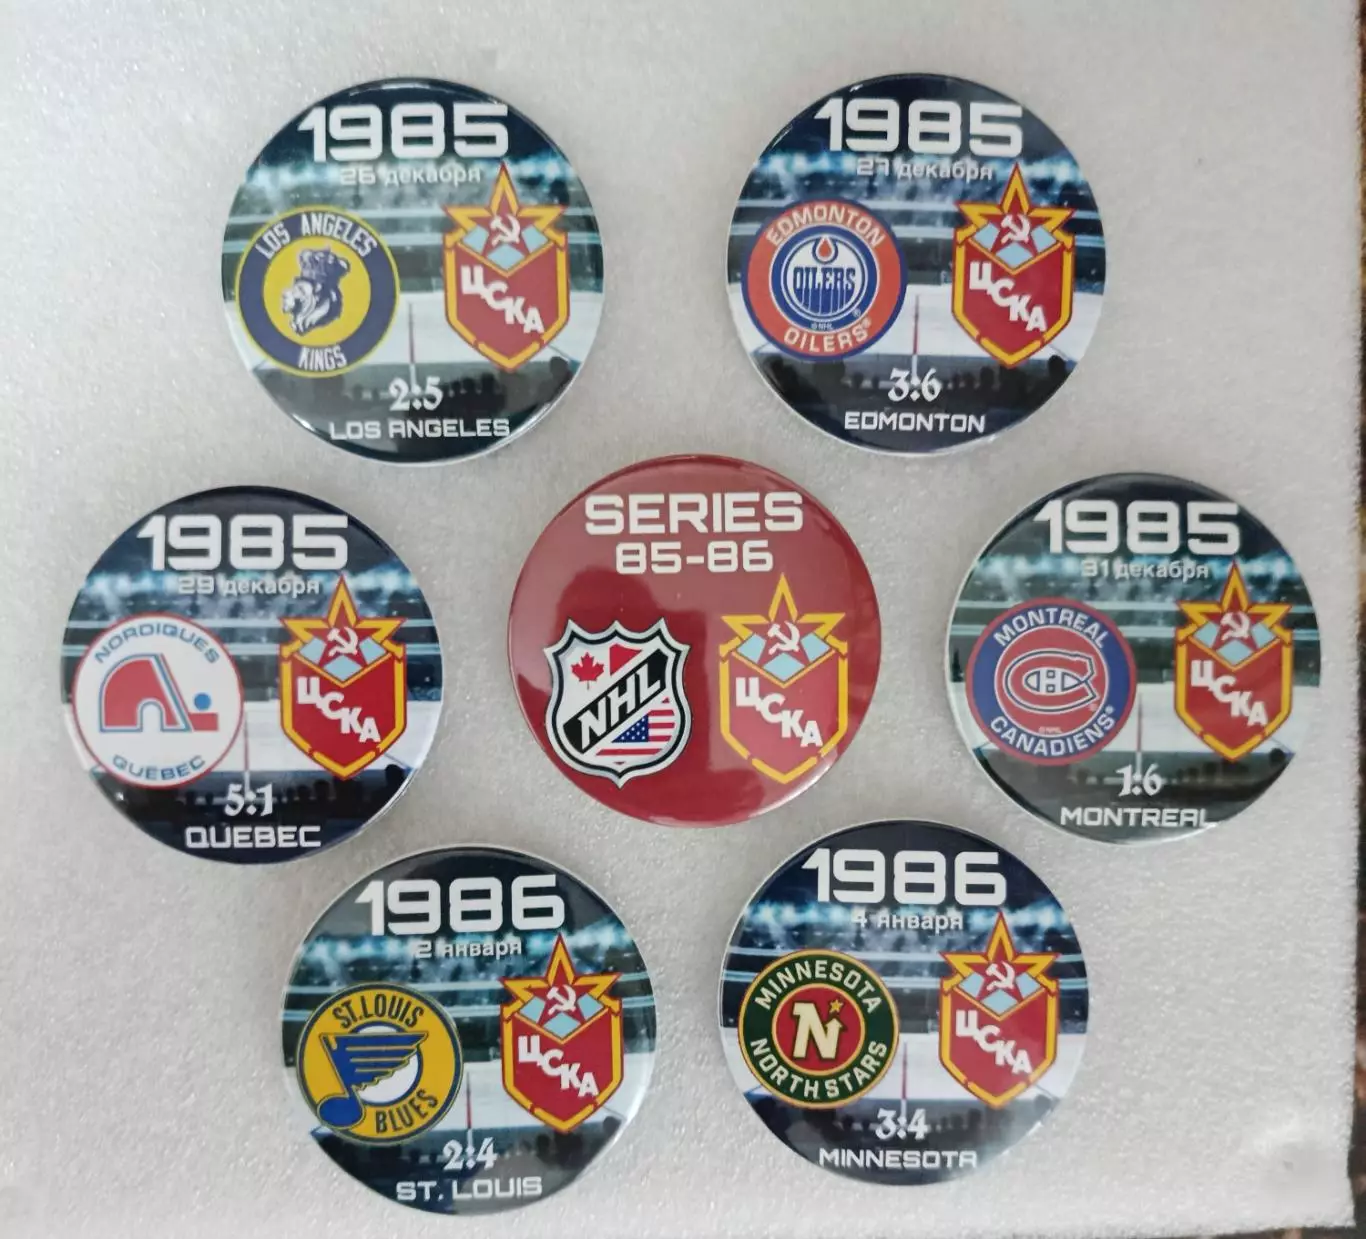 1985
26 декабря
LOS ANGELES
KINGS
ЦСКА
2:5
LOS ANGELES
1985
27 декабря
EDMONTON
OILERS
®
©NHL
OILERS®
ЦСКА
3:6
EDMONTON
1985
29 декабря
NORDIQUES
QUÉBEC
ЦСКА
5:1
QUEBEC
SERIES
85-86
NHL
ЦСКА
1985
31 декабря
MONTREAL
CH
®
©NHL
CANADIENS®
ЦСКА
1:6
MONTREAL
1986
2 января
ST.LOUIS
BLUES
ЦСКА
2:4
ST. LOUIS
1986
4 января
MINNESOTA
N
NORTH STARS
ЦСКА
3:4
MINNESOTA